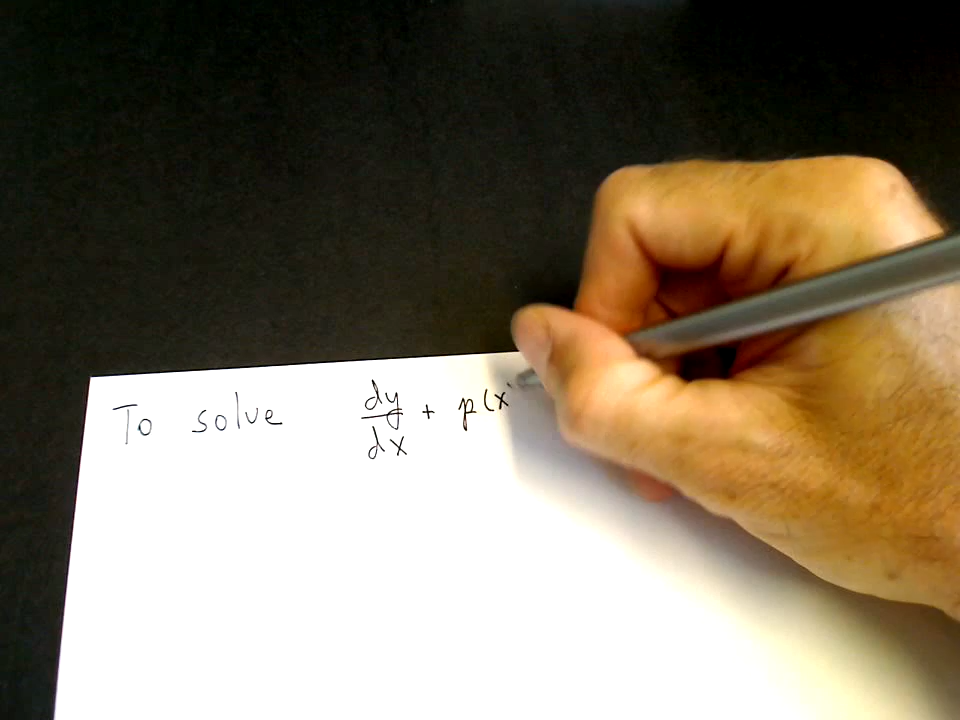 To solve dy/dx + p(x